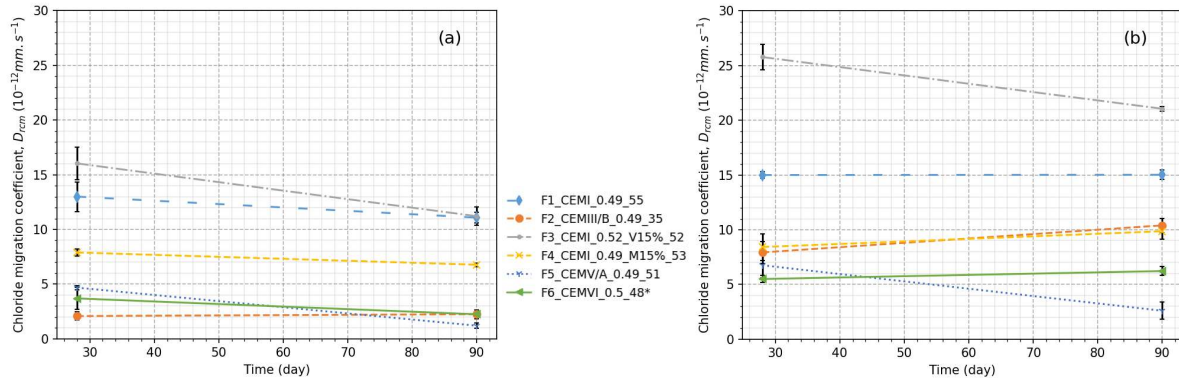 (a)
Chloride migration coefficient, D_rcm (10⁻¹²mm.s⁻¹)
30
25
20
15
10
5
0
30 40 50 60 70 80 90
Time (day)
F1_CEMI_0.49_55
F2_CEMIII/B_0.49_35
F3_CEMI_0.52_V15%_52
F4_CEMI_0.49_M15%_53
F5_CEMV/A_0.49_51
F6_CEMVI_0.5_48*
(b)
Chloride migration coefficient, D_rcm (10⁻¹²mm.s⁻¹)
30
25
20
15
10
5
0
30 40 50 60 70 80 90
Time (day)